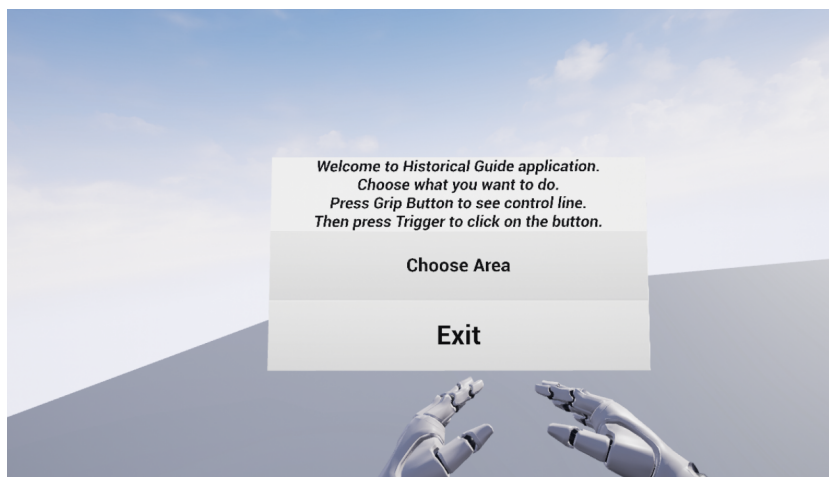 Welcome to Historical Guide application.
Choose what you want to do.
Press Grip Button to see control line.
Then press Trigger to click on the button.
Choose Area
Exit